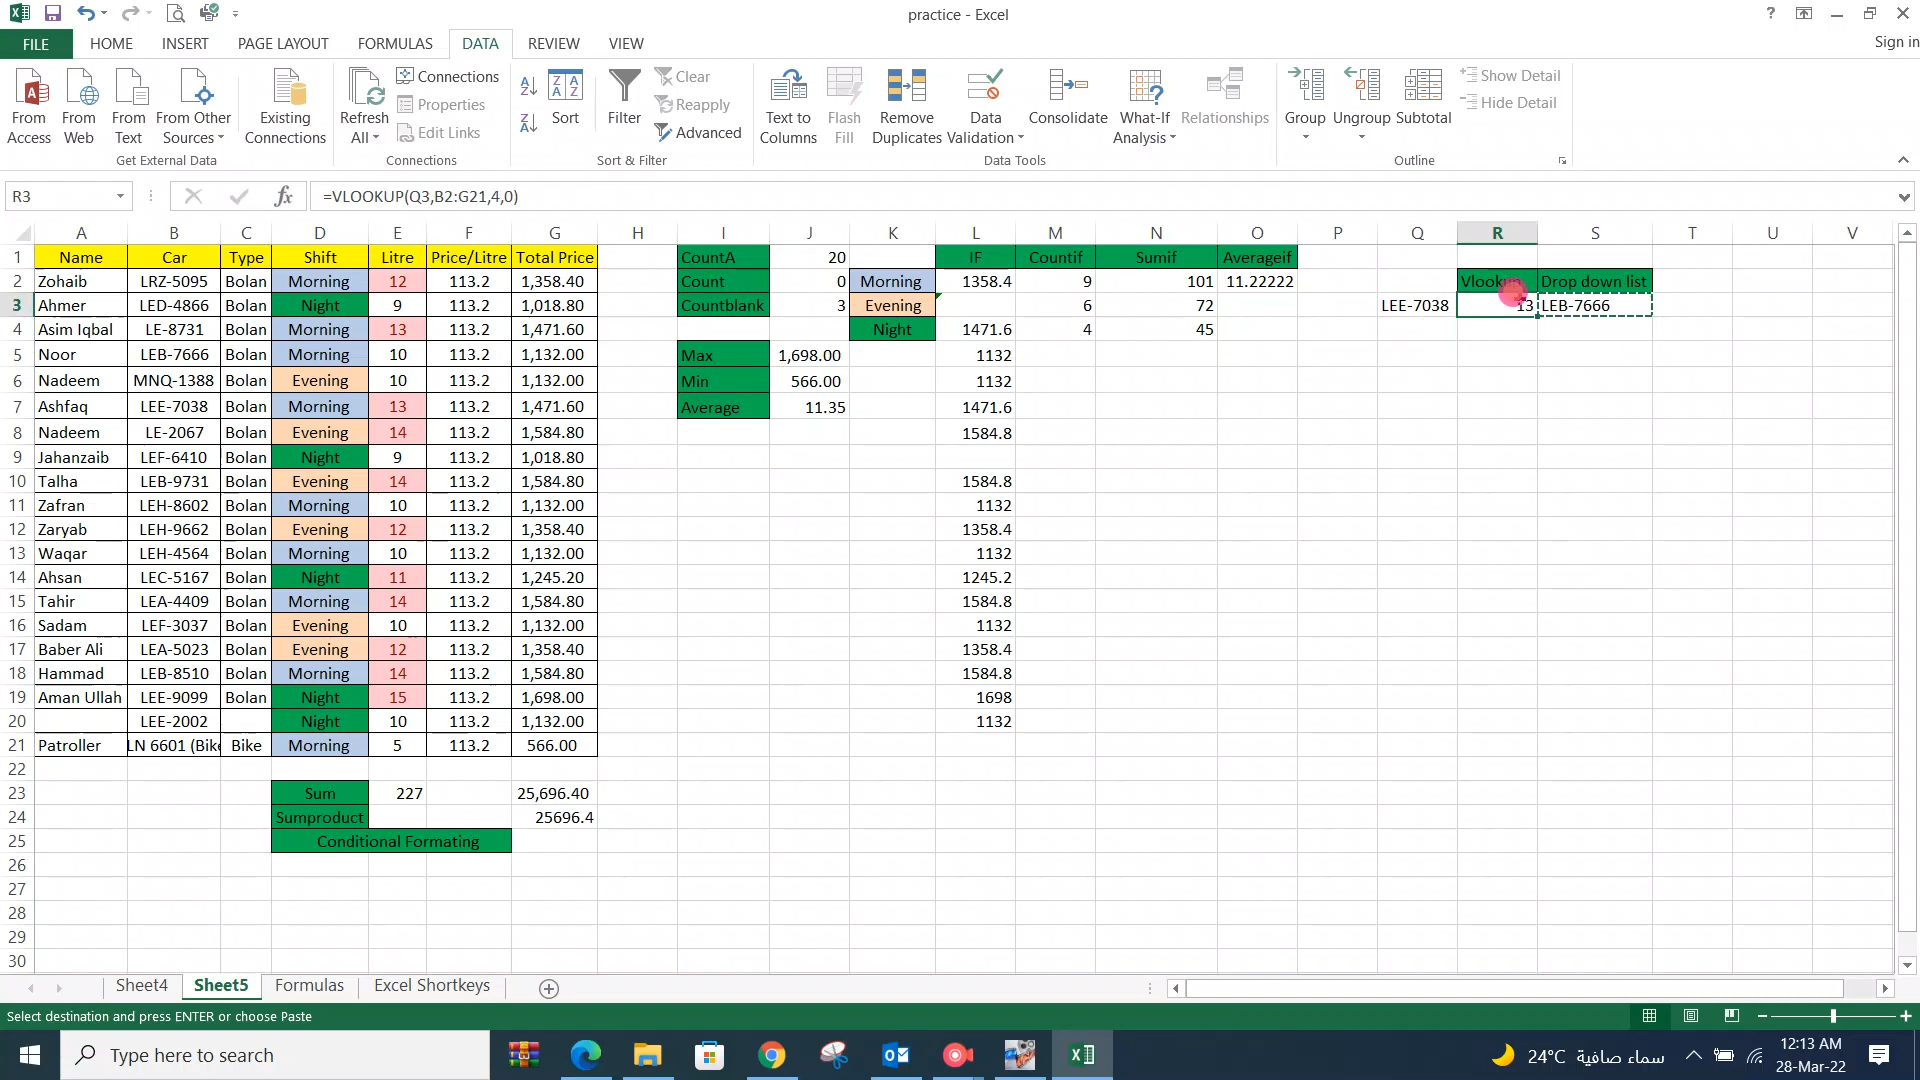 practice - Excel
Sign in
FILE HOME INSERT PAGE LAYOUT FORMULAS DATA REVIEW VIEW
From Access
From Web
From Text
From Other Sources
Existing Connections
Get External Data
Refresh All
Connections
Properties
Edit Links
Connections
Sort
Filter
Clear
Reapply
Advanced
Sort & Filter
Text to Columns
Flash Fill
Remove Duplicates
Data Validation
Consolidate
What-If Analysis
Relationships
Data Tools
Group
Ungroup
Subtotal
Show Detail
Hide Detail
Outline
R3 fx =VLOOKUP(Q3,B2:G21,4,0)
A B C D E F G H I J K L M N O P Q R S T U V
1 Name Car Type Shift Litre Price/Litre Total Price CountA 20 IF Countif Sumif Averageif
2 Zohaib LRZ-5095 Bolan Morning 12 113.2 1,358.40 Count 0 Morning 1358.4 9 101 11.22222 Drop down list
3 Ahmer LED-4866 Bolan Night 9 113.2 1,018.80 Countblank 3 Evening 6 72 LEE-7038 13 LEB-7666
4 Asim Iqbal LE-8731 Bolan Morning 13 113.2 1,471.60 Night 1471.6 4 45
5 Noor LEB-7666 Bolan Morning 10 113.2 1,132.00 Max 1,698.00 1132
6 Nadeem MNQ-1388 Bolan Evening 10 113.2 1,132.00 Min 566.00 1132
7 Ashfaq LEE-7038 Bolan Morning 13 113.2 1,471.60 Average 11.35 1471.6
8 Nadeem LE-2067 Bolan Evening 14 113.2 1,584.80 1584.8
9 Jahanzaib LEF-6410 Bolan Night 9 113.2 1,018.80
10 Talha LEB-9731 Bolan Evening 14 113.2 1,584.80 1584.8
11 Zafran LEH-8602 Bolan Morning 10 113.2 1,132.00 1132
12 Zaryab LEH-9662 Bolan Evening 12 113.2 1,358.40 1358.4
13 Waqar LEH-4564 Bolan Morning 10 113.2 1,132.00 1132
14 Ahsan LEC-5167 Bolan Night 11 113.2 1,245.20 1245.2
15 Tahir LEA-4409 Bolan Morning 14 113.2 1,584.80 1584.8
16 Sadam LEF-3037 Bolan Evening 10 113.2 1,132.00 1132
17 Baber Ali LEA-5023 Bolan Evening 12 113.2 1,358.40 1358.4
18 Hammad LEB-8510 Bolan Morning 14 113.2 1,584.80 1584.8
19 Aman Ullah LEE-9099 Bolan Night 15 113.2 1,698.00 1698
20 LEE-2002 Night 10 113.2 1,132.00 1132
21 Patroller LN 6601 (Bike Bike Morning 5 113.2 566.00
22
23 Sum 227 25,696.40
24 Sumproduct 25696.4
25 Conditional Formating
26
27
28
29
30
Sheet4 Sheet5 Formulas Excel Shortkeys
Select destination and press ENTER or choose Paste
Type here to search
24°C سماء صافية
12:13 AM
28-Mar-22